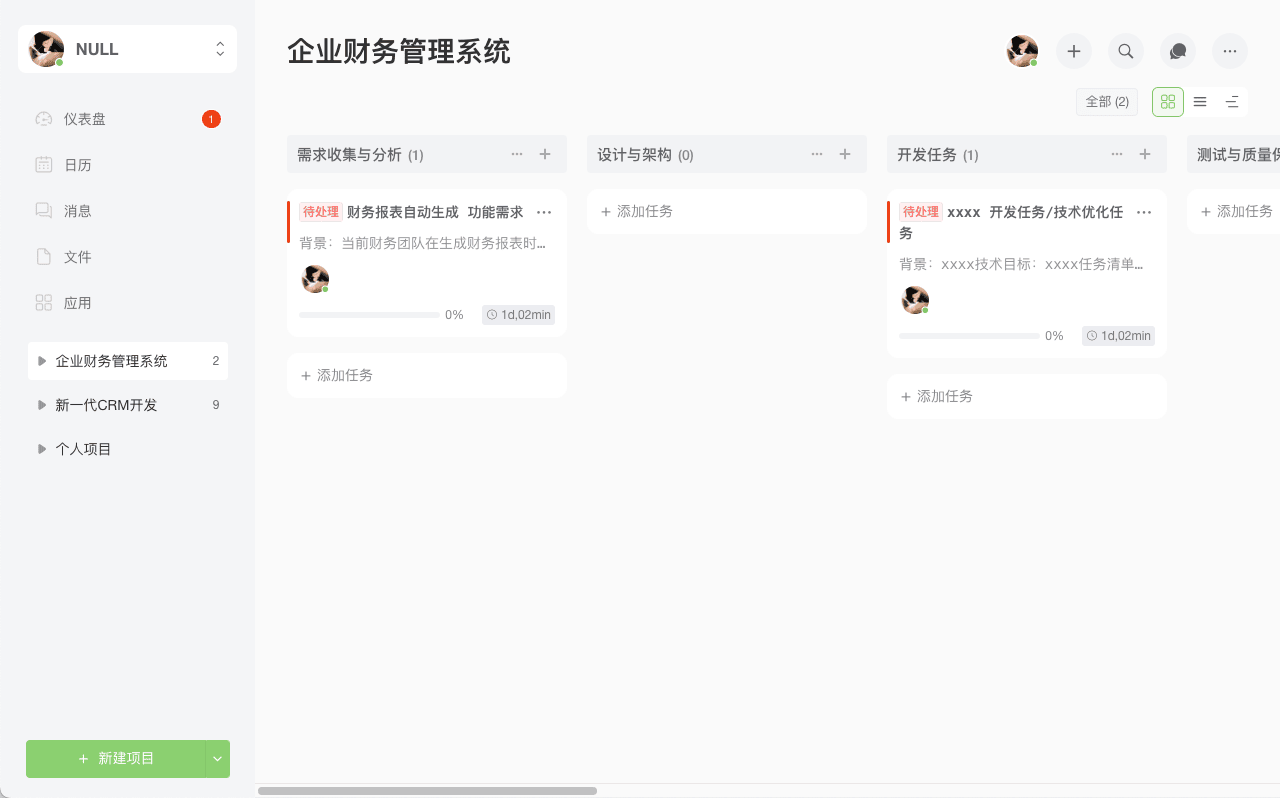 NULL
仪表盘
1
日历
消息
文件
应用
企业财务管理系统 2
新一代CRM开发 9
个人项目
新建项目
企业财务管理系统
全部 (2)
需求收集与分析 (1)
待处理 财务报表自动生成 功能需求
背景：当前财务团队在生成财务报表时...
0% 1d,02min
添加任务
设计与架构 (0)
添加任务
开发任务 (1)
待处理 xxxx 开发任务/技术优化任
务
背景：xxxx技术目标：xxxx任务清单...
0% 1d,02min
添加任务
测试与质量
添加任务